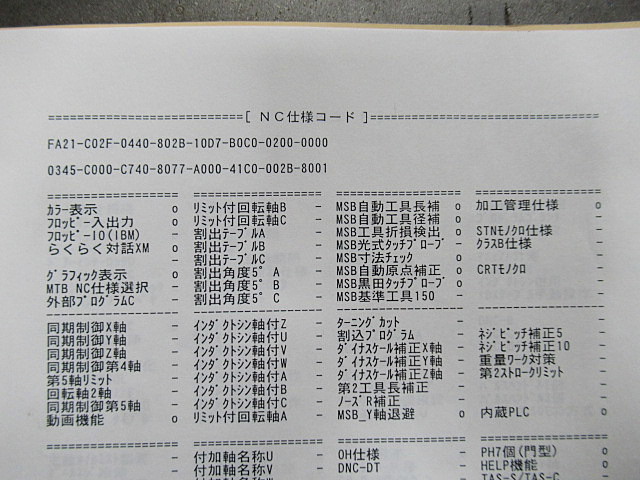 [ NC仕様コード ]
FA21-C02F-0440-802B-10D7-B0C0-0200-0000
0345-C000-C740-8077-A000-41C0-002B-8001
カラー表示 o リミット付回転軸B - MSB自動工具長補 o 加工管理仕様 o
フロッピー入出力 o リミット付回転軸C - MSB自動工具径補 o -
フロッピーIO(IBM) - 割出テーブルA - MSB工具折損検出 o STNモノクロ仕様 -
らくらく対話XM o 割出テーブルB - MSB光式タッチプローブ - クラスB仕様 -
割出テーブルC - MSB寸法チェック o
グラフィック表示 o 割出角度5°A - MSB自動原点補正 o CRTモノクロ -
MTB NC仕様選択 - 割出角度5°B - MSB黒田タッチプローブ o
外部プログラムC - 割出角度5°C - MSB基準工具150 -
同期制御X軸 - インダクトシン軸付Z - ターニングカット -
同期制御Y軸 - インダクトシン軸付U - 割込プログラム - ネジピッチ補正5 -
同期制御Z軸 - インダクトシン軸付V - ダイナスケール補正X軸 - ネジピッチ補正10 -
同期制御第4軸 - インダクトシン軸付W - ダイナスケール補正Y軸 - 重量ワーク対策 -
第5軸リミット - インダクトシン軸付A - ダイナスケール補正Z軸 - 第2ストロークリミット -
回転軸2軸 - インダクトシン軸付B - 第2工具長補正 -
同期制御第5軸 - インダクトシン軸付C - ノーズR補正 -
動画機能 o リミット付回転軸A - MSB_Y軸退避 o 内蔵PLC o
付加軸名称U - OH仕様 - PH7個(門型) o
付加軸名称V - DNC-DT - HELP機能 o
TAS-S/TAS-C -